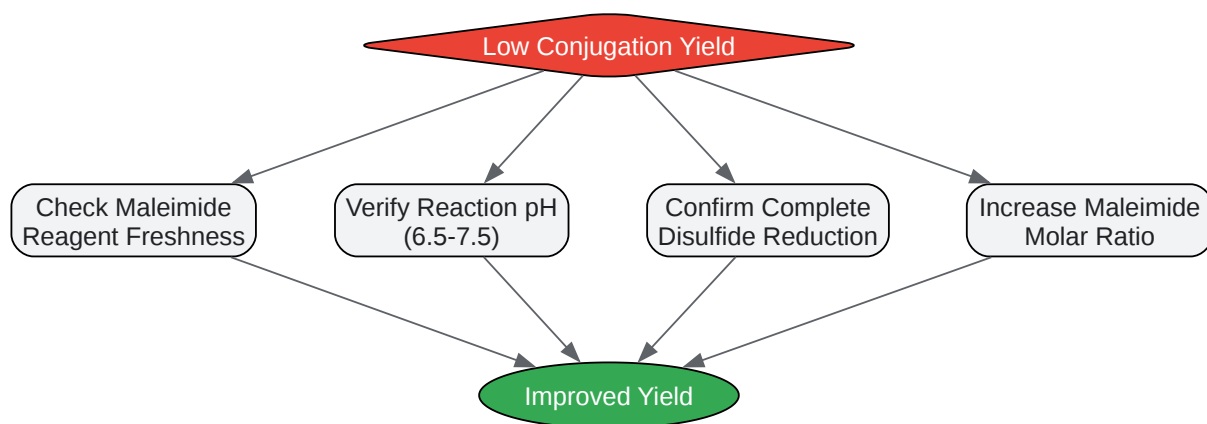 Low Conjugation Yield
Check Maleimide
Reagent Freshness
Verify Reaction pH
(6.5-7.5)
Confirm Complete
Disulfide Reduction
Increase Maleimide
Molar Ratio
Improved Yield